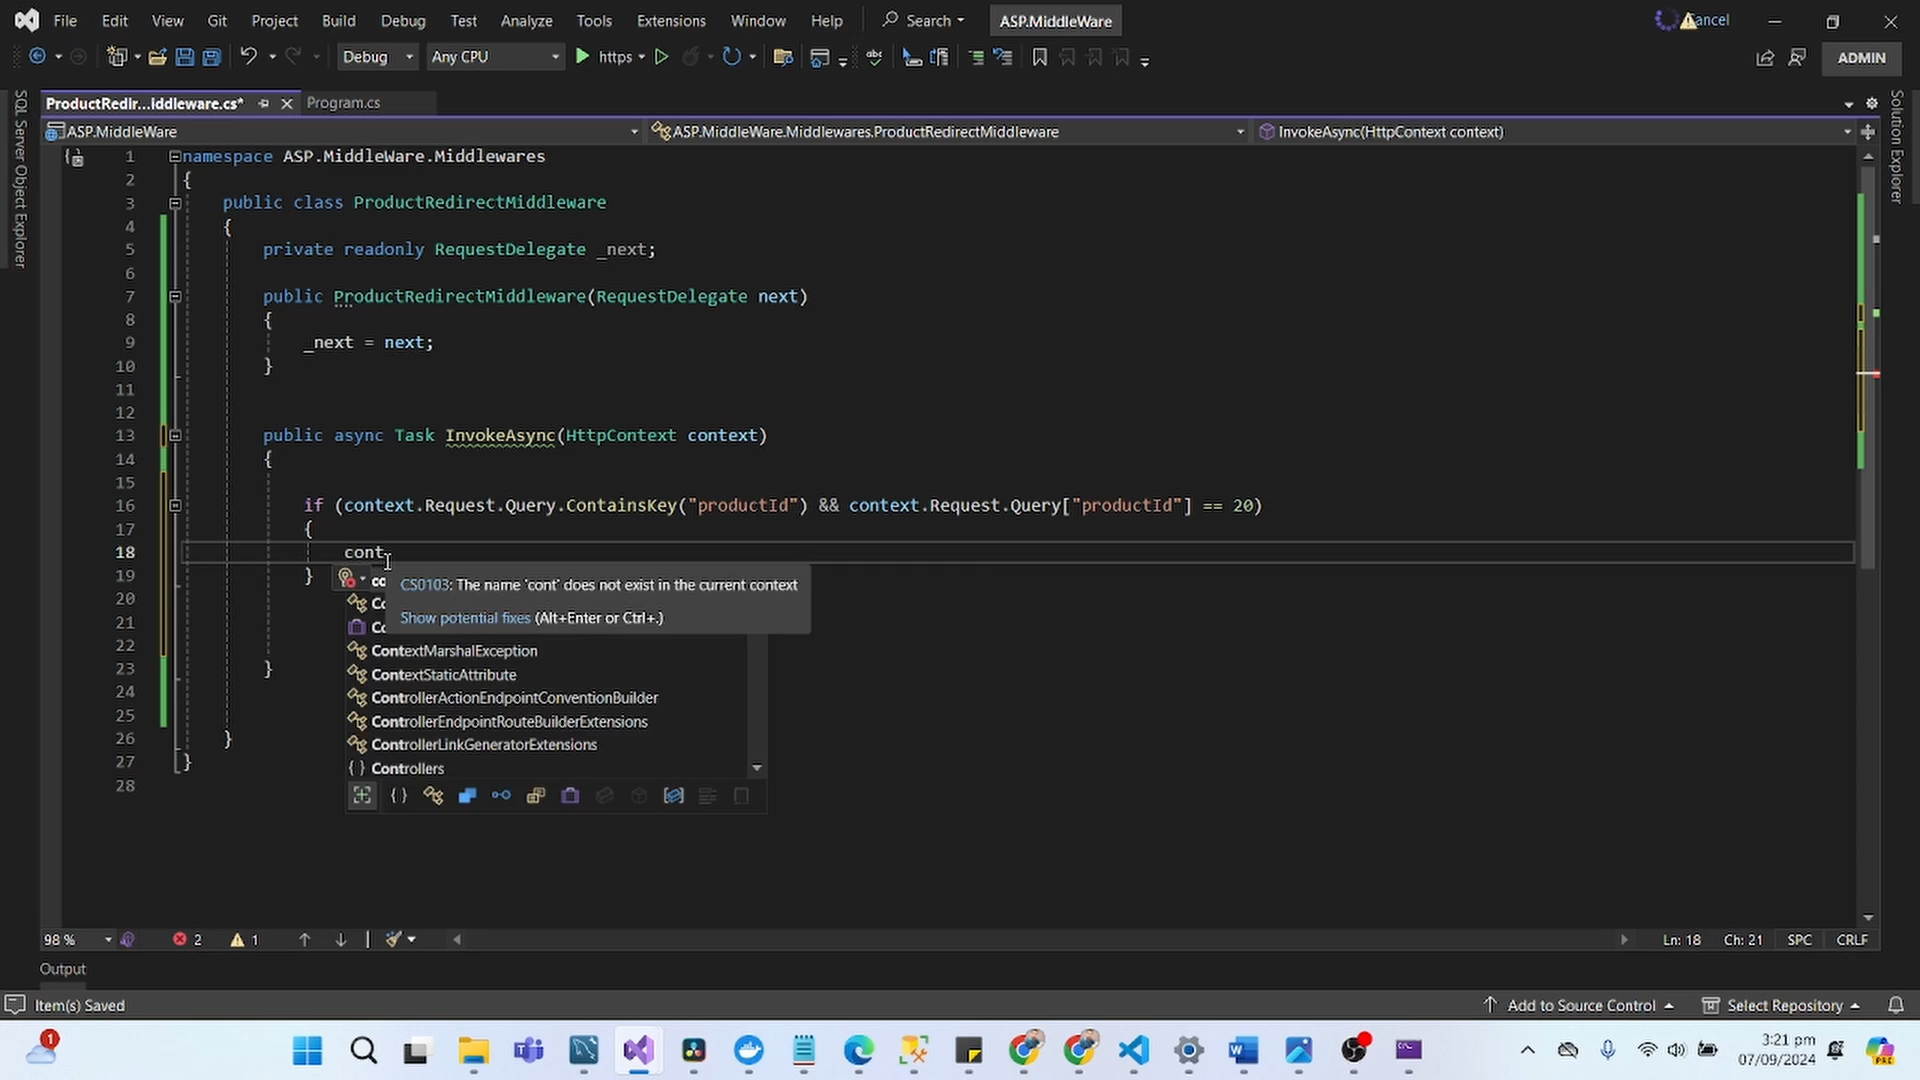 File Edit View Git Project Build Debug Test Analyze Tools Extensions Window Help Search ASP.MiddleWare Cancel
Debug Any CPU https ADMIN
SQL Server Object Explorer
Solution Explorer
ProductRedir...iddleware.cs* Program.cs
ASP.MiddleWare ASP.MiddleWare.Middlewares.ProductRedirectMiddleware InvokeAsync(HttpContext context)
1 namespace ASP.MiddleWare.Middlewares
2 {
3 public class ProductRedirectMiddleware
4 {
5 private readonly RequestDelegate _next;
6
7 public ProductRedirectMiddleware(RequestDelegate next)
8 {
9 _next = next;
10 }
11
12
13 public async Task InvokeAsync(HttpContext context)
14 {
15
16 if (context.Request.Query.ContainsKey("productId") && context.Request.Query["productId"] == 20)
17 {
18 cont
19 }
20
21
22
23 }
24
25
26 }
27 }
28
CS0103: The name 'cont' does not exist in the current context
Show potential fixes (Alt+Enter or Ctrl+.)
ContextMarshalException
ContextStaticAttribute
ControllerActionEndpointConventionBuilder
ControllerEndpointRouteBuilderExtensions
ControllerLinkGeneratorExtensions
{ } Controllers
98 % 2 1 Ln: 18 Ch: 21 SPC CRLF
Output
Item(s) Saved Add to Source Control Select Repository
1
3:21 pm
07/09/2024